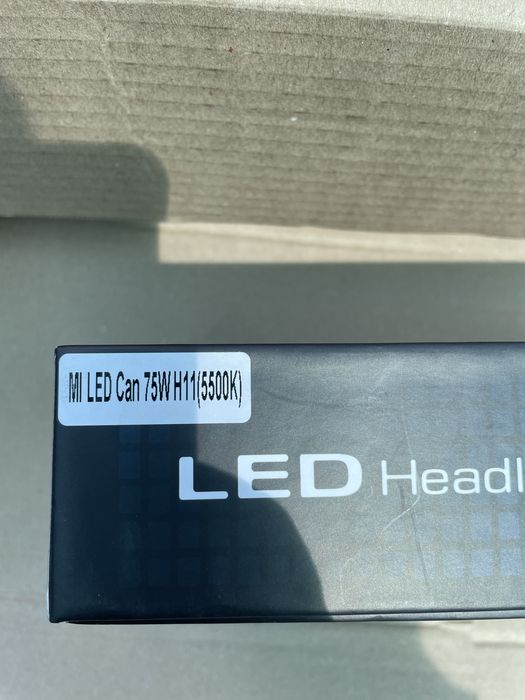 MI LED Can 75W H11(5500K)
LED Headl